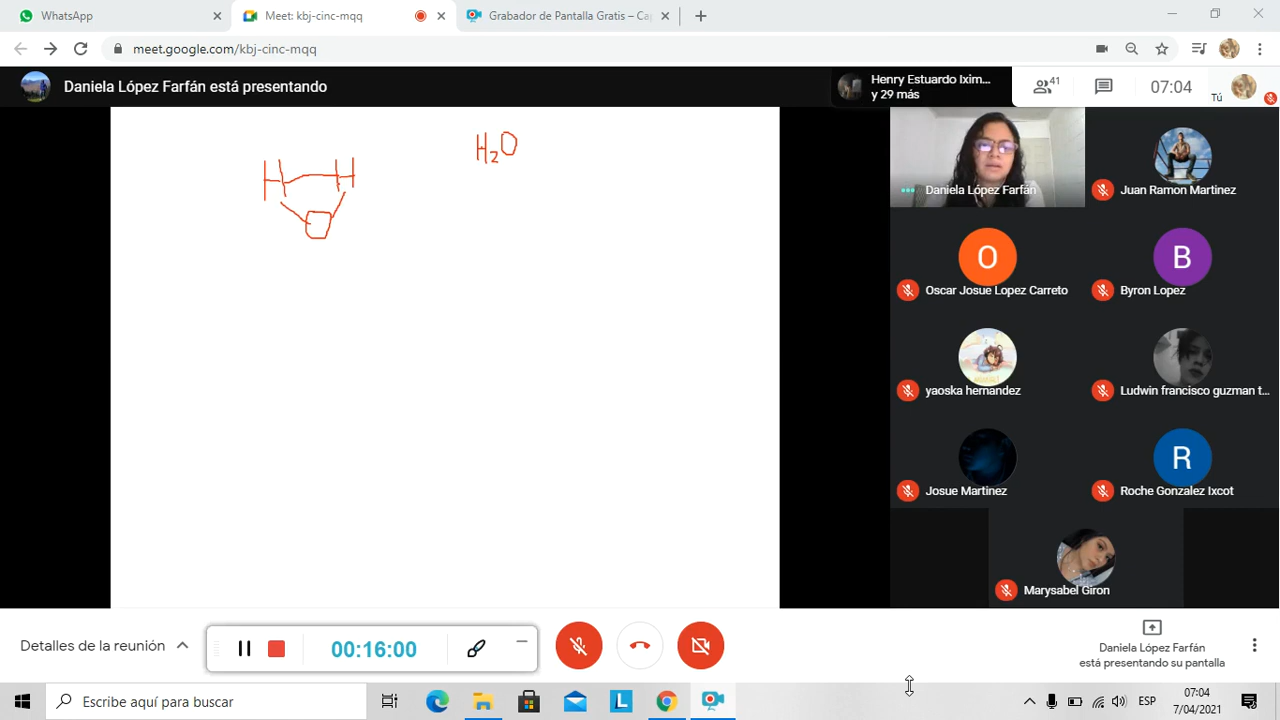 WhatsApp
Meet: kbj-cinc-mqq
Grabador de Pantalla Gratis – Ca
meet.google.com/kbj-cinc-mqq
Daniela López Farfán está presentando
Henry Estuardo Ixim...
y 29 más
41
07:04
Tú
H H
O
H₂O
Daniela López Farfán
Juan Ramon Martinez
O
Oscar Josue Lopez Carreto
B
Byron Lopez
yaoska hernandez
Ludwin francisco guzman t...
Josue Martinez
R
Roche Gonzalez Ixcot
Marysabel Giron
Detalles de la reunión
00:16:00
Daniela López Farfán
está presentando su pantalla
Escribe aquí para buscar
L
ESP
07:04
7/04/2021